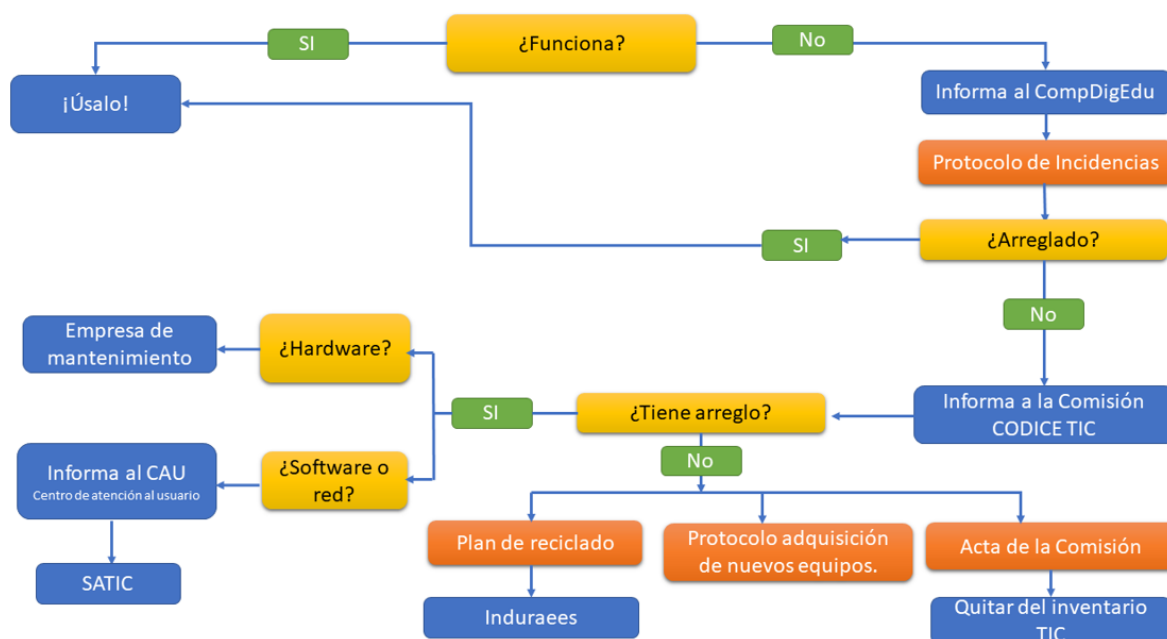 ¿Funciona?
SI
No
¡Úsalo!
Informa al CompDigEdu
Protocolo de Incidencias
¿Arreglado?
SI
No
Empresa de
mantenimiento
¿Hardware?
Informa a la Comisión
CODICE TIC
¿Tiene arreglo?
SI
No
¿Software o
red?
Informa al CAU
Centro de atención al usuario
SATIC
Plan de reciclado
Protocolo adquisición
de nuevos equipos.
Acta de la Comisión
Induraees
Quitar del inventario
TIC